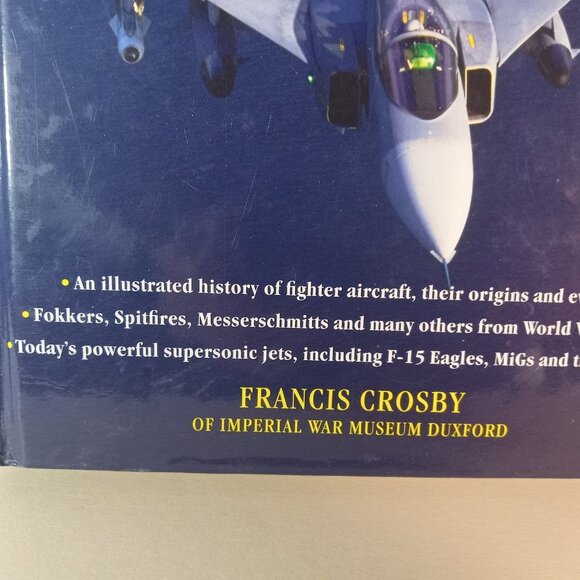 • An illustrated history of fighter aircraft, their origins and ev
• Fokkers, Spitfires, Messerschmitts and many others from World W
• Today's powerful supersonic jets, including F-15 Eagles, MiGs and t
FRANCIS CROSBY
OF IMPERIAL WAR MUSEUM DUXFORD